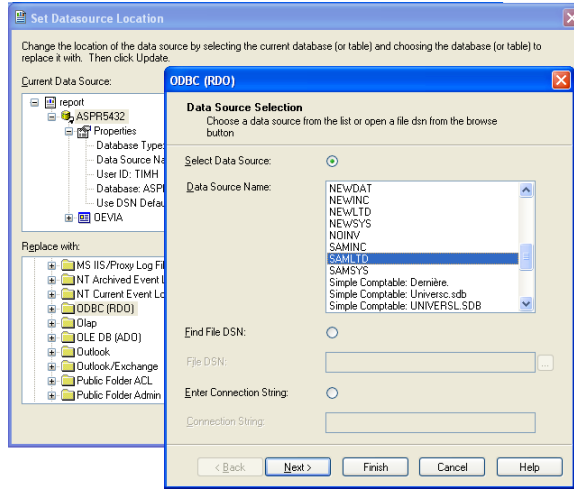 Set Datasource Location
Change the location of the data source by selecting the current database (or table) and choosing the database (or table) to
replace it with. Then click Update.
Current Data Source:
report
ASPR5432
Properties
Database Type:
Data Source Na
User ID: TIMH
Database: ASP
Use DSN Defau
OEVIA
Replace with:
MS IIS/Proxy Log Fil
NT Archived Event L
NT Current Event Lo
ODBC (RDO)
Olap
OLE DB (ADO)
Outlook
Outlook/Exchange
Public Folder ACL
Public Folder Admin
ODBC (RDO)
Data Source Selection
Choose a data source from the list or open a file dsn from the browse
button
Select Data Source:
Data Source Name:
NEWDAT
NEWINC
NEWLTD
NEWSYS
NOINV
SAMINC
SAMLTD
SAMSYS
Simple Comptable: Dernière.
Simple Comptable: Universc.sdb
Simple Comptable: UNIVERSL.SDB
Find File DSN:
File DSN:
...
Enter Connection String:
Connection String:
< Back
Next >
Finish
Cancel
Help